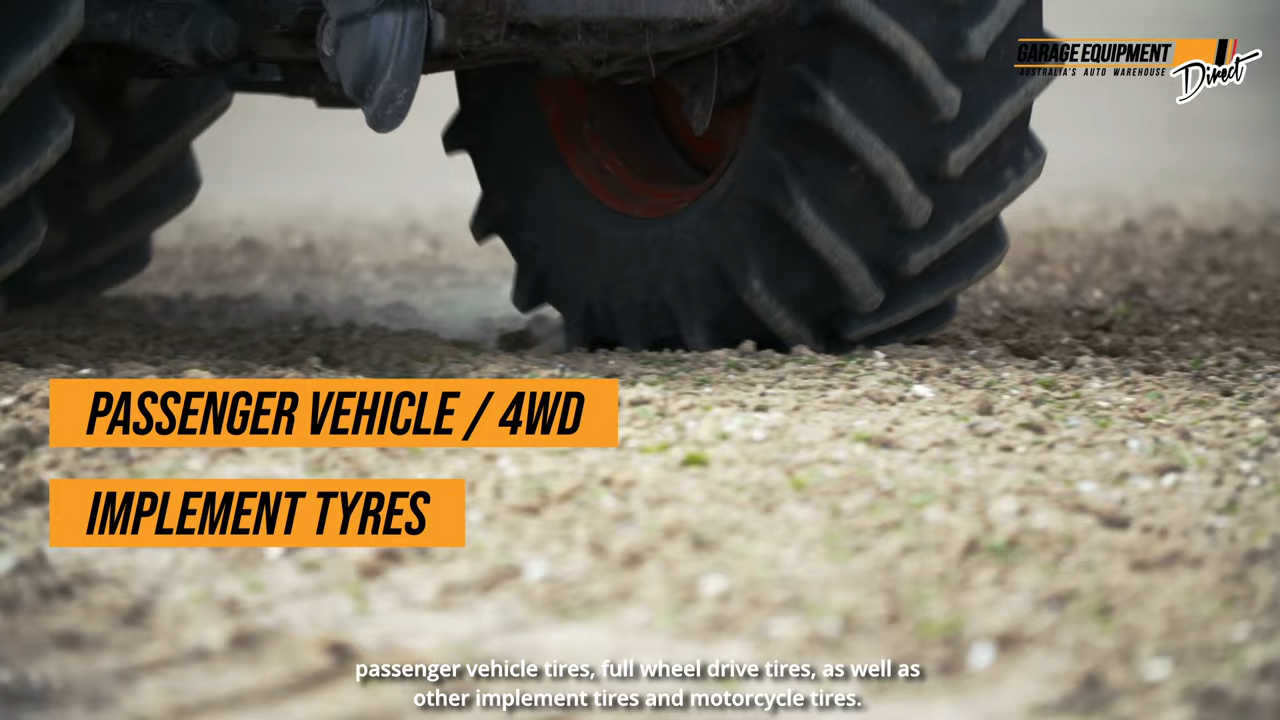 GARAGE EQUIPMENT
AUSTRALIA'S AUTO WAREHOUSE
Direct
PASSENGER VEHICLE / 4WD
IMPLEMENT TYRES
passenger vehicle tires, full wheel drive tires, as well as
other implement tires and motorcycle tires.